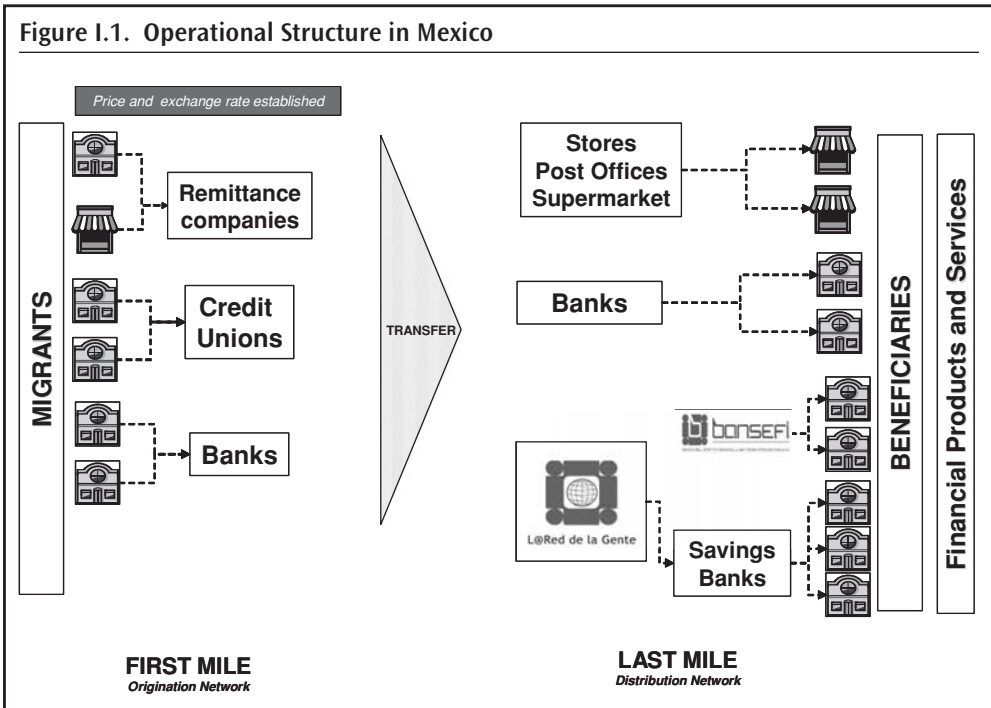 Figure I.1. Operational Structure in Mexico
Price and exchange rate established
MIGRANTS
Remittance
companies
Credit
Unions
Banks
TRANSFER
Stores
Post Offices
Supermarket
Banks
bansefi
L@Red de la Gente
Savings
Banks
BENEFICIARIES
Financial Products and Services
FIRST MILE
Origination Network
LAST MILE
Distribution Network